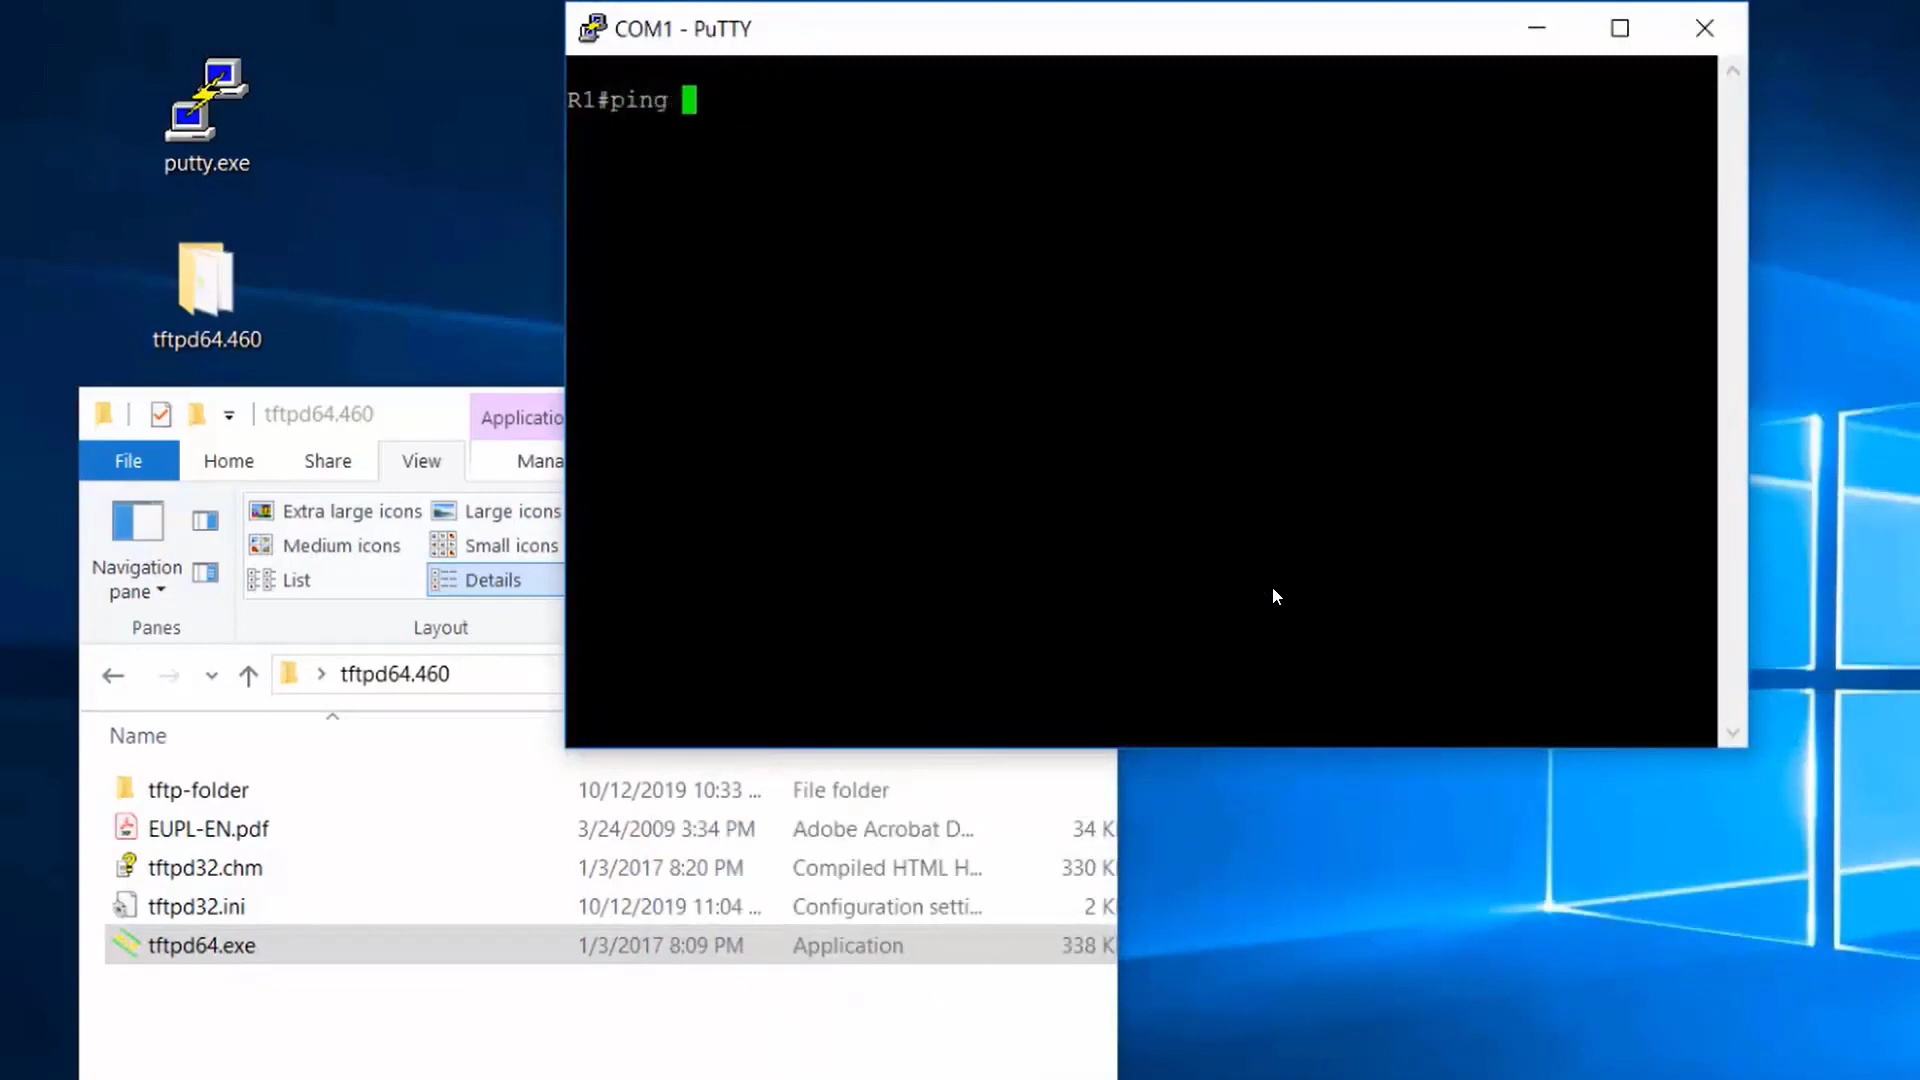 COM1 - PuTTY
R1#ping
putty.exe
tftpd64.460
tftpd64.460
Applicatio
File
Home
Share
View
Mana
Extra large icons
Large icons
Medium icons
Small icons
List
Details
Navigation
pane
Panes
Layout
tftpd64.460
Name
tftp-folder 10/12/2019 10:33 ... File folder
EUPL-EN.pdf 3/24/2009 3:34 PM Adobe Acrobat D... 34 K
tftpd32.chm 1/3/2017 8:20 PM Compiled HTML H... 330 K
tftpd32.ini 10/12/2019 11:04 ... Configuration setti... 2 K
tftpd64.exe 1/3/2017 8:09 PM Application 338 K